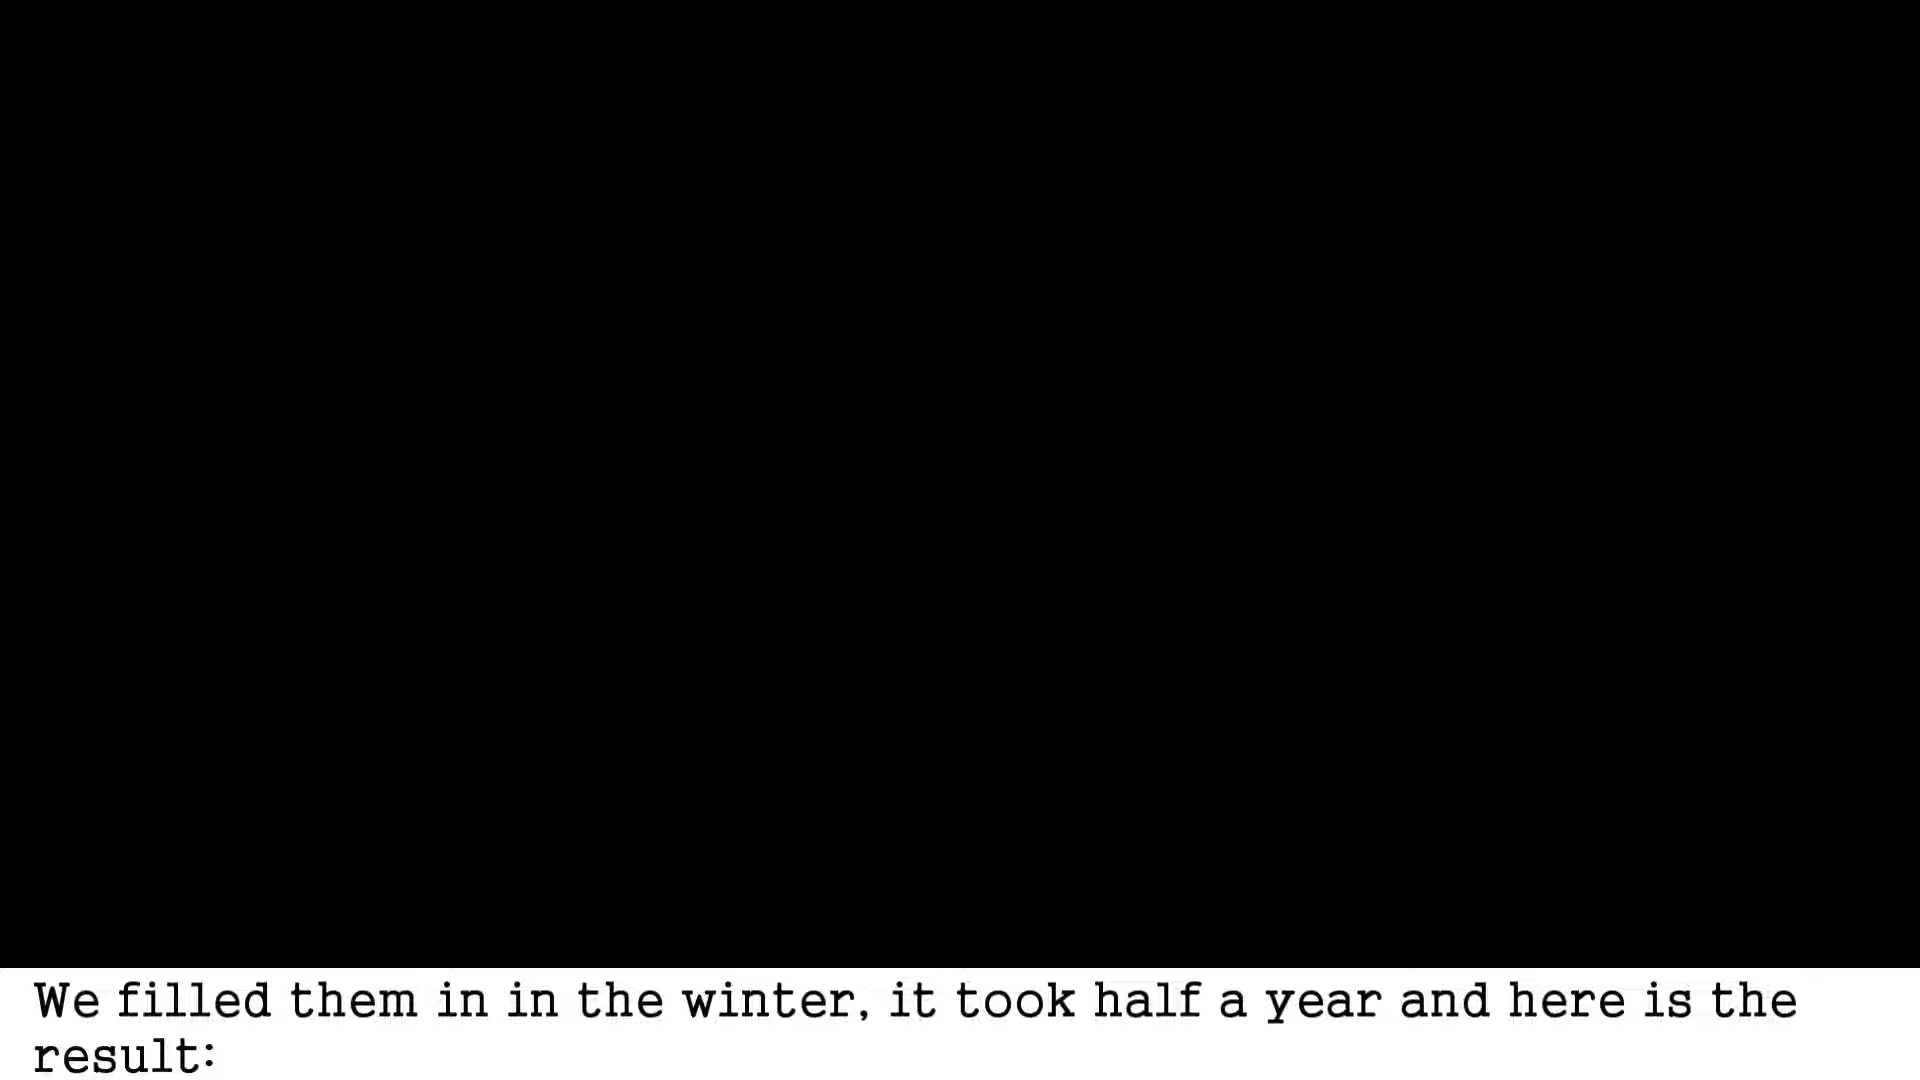 We filled them in in the winter, it took half a year and here is the
result: